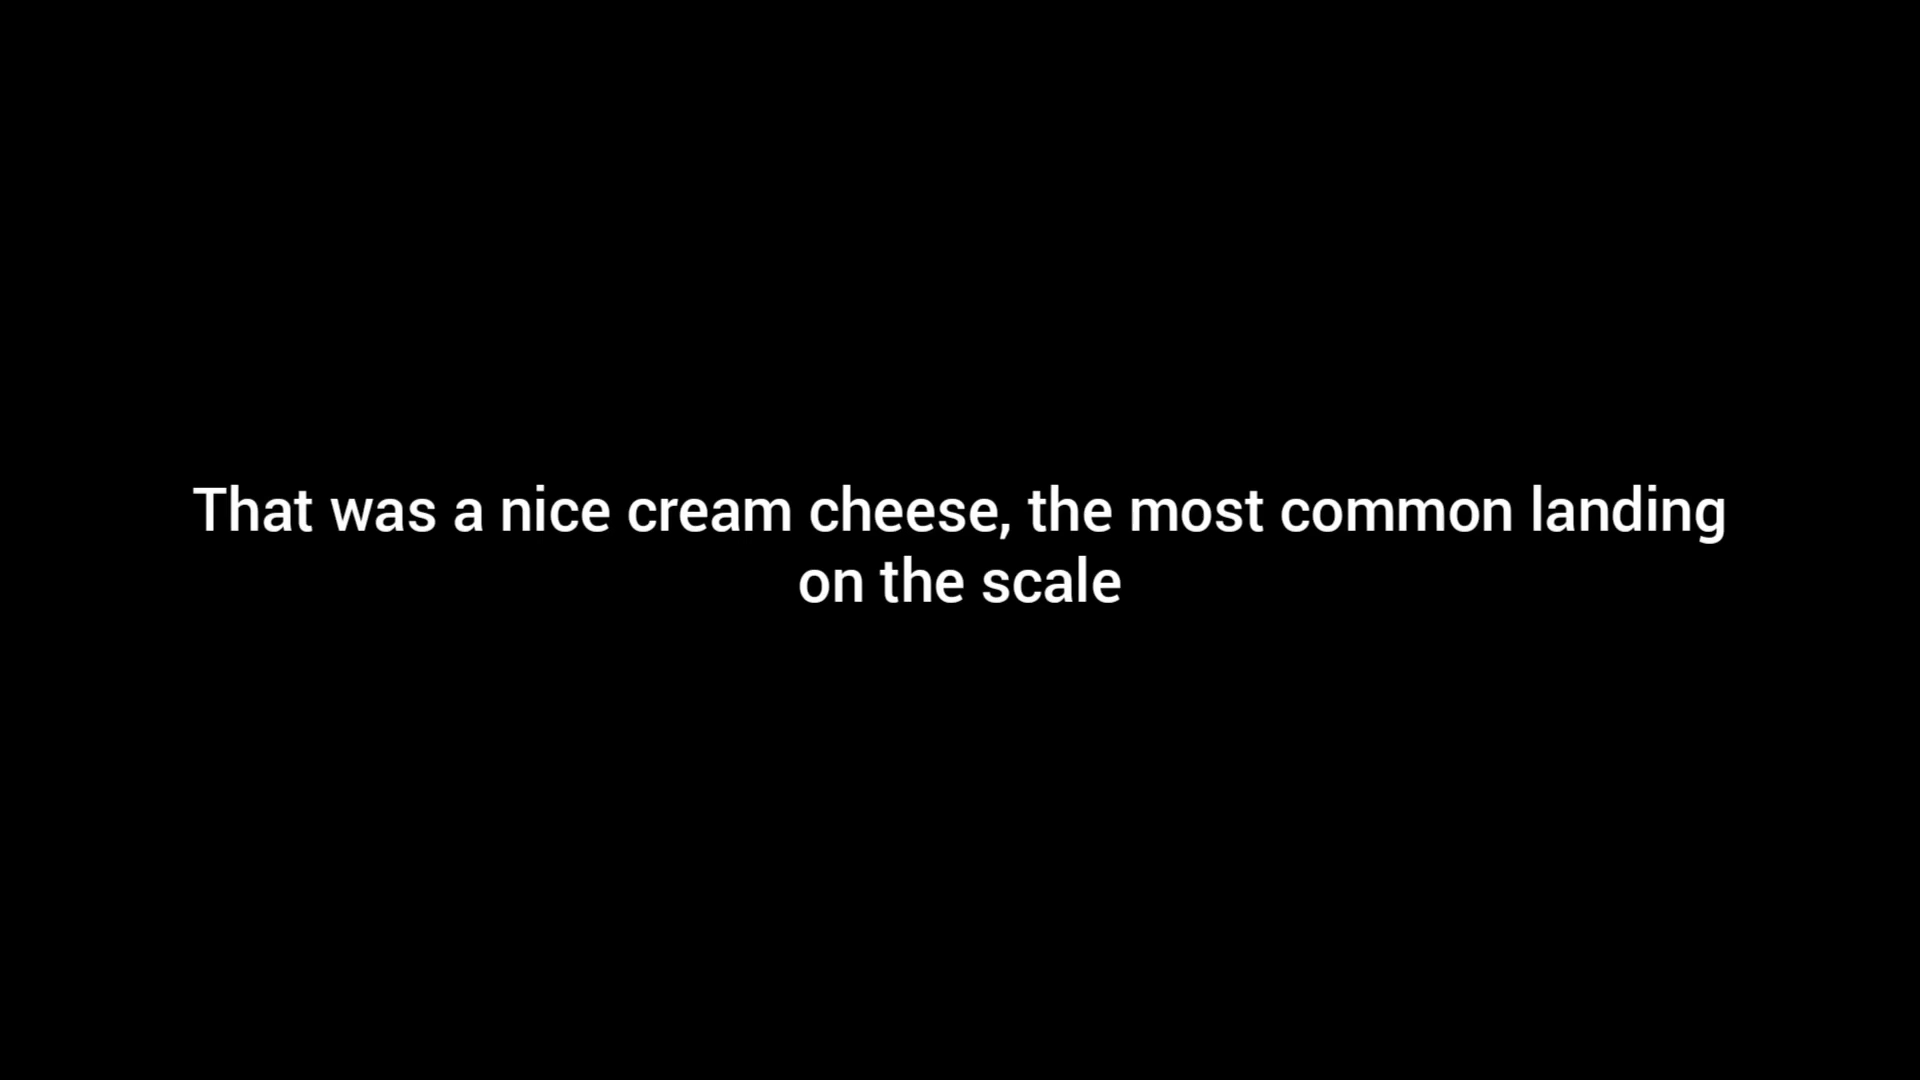 That was a nice cream cheese, the most common landing
on the scale